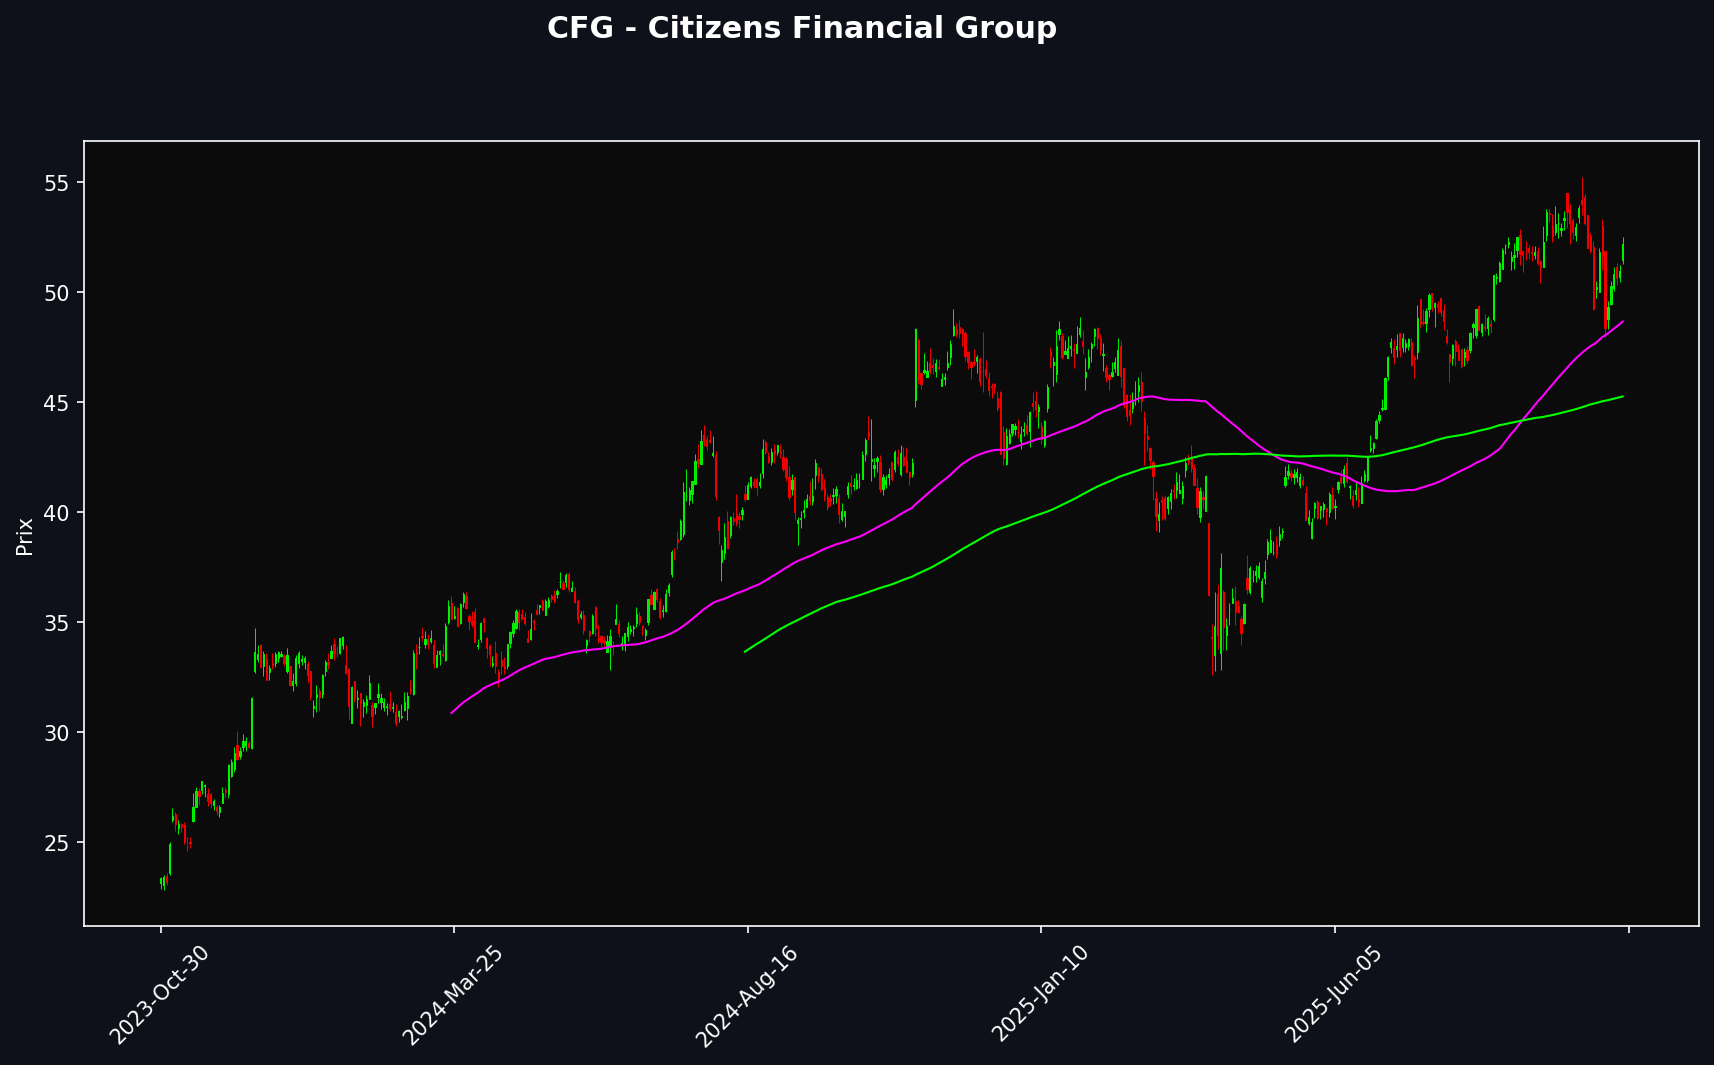 CFG - Citizens Financial Group
Prix
55
50
45
40
35
30
25
2023-Oct-30
2024-Mar-25
2024-Aug-16
2025-Jan-10
2025-Jun-05